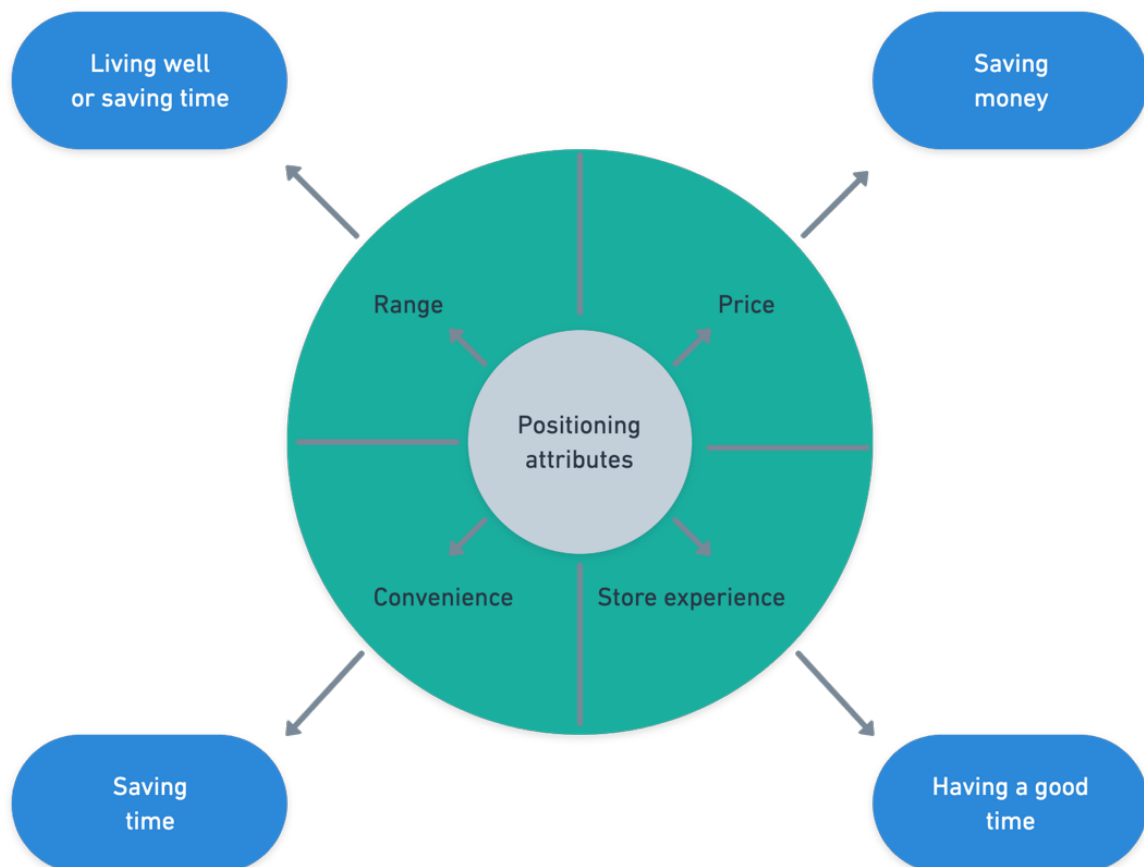 Living well
or saving time
Saving
money
Range
Price
Positioning
attributes
Convenience
Store experience
Saving
time
Having a good
time